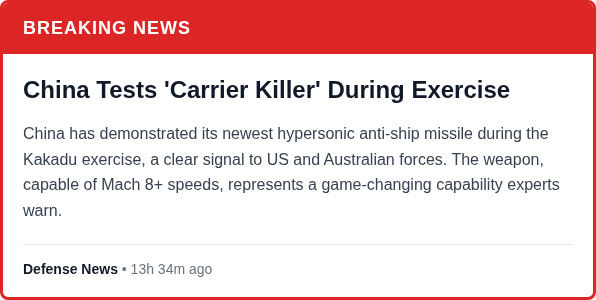 BREAKING NEWS
China Tests 'Carrier Killer' During Exercise
China has demonstrated its newest hypersonic anti-ship missile during the
Kakadu exercise, a clear signal to US and Australian forces. The weapon,
capable of Mach 8+ speeds, represents a game-changing capability experts
warn.
Defense News • 13h 34m ago